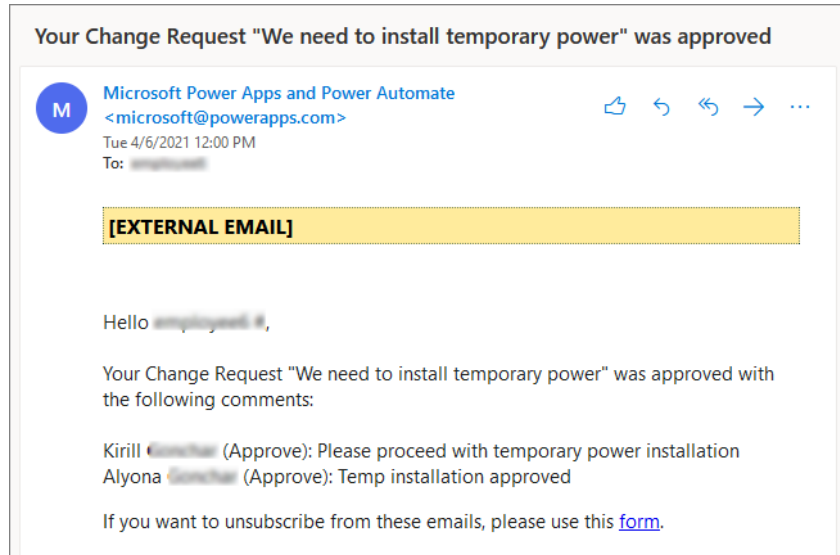 Your Change Request "We need to install temporary power" was approved
M
Microsoft Power Apps and Power Automate
<microsoft@powerapps.com>
Tue 4/6/2021 12:00 PM
To:
[EXTERNAL EMAIL]
Hello ,
Your Change Request "We need to install temporary power" was approved with
the following comments:
Kirill (Approve): Please proceed with temporary power installation
Alyona (Approve): Temp installation approved
If you want to unsubscribe from these emails, please use this form.